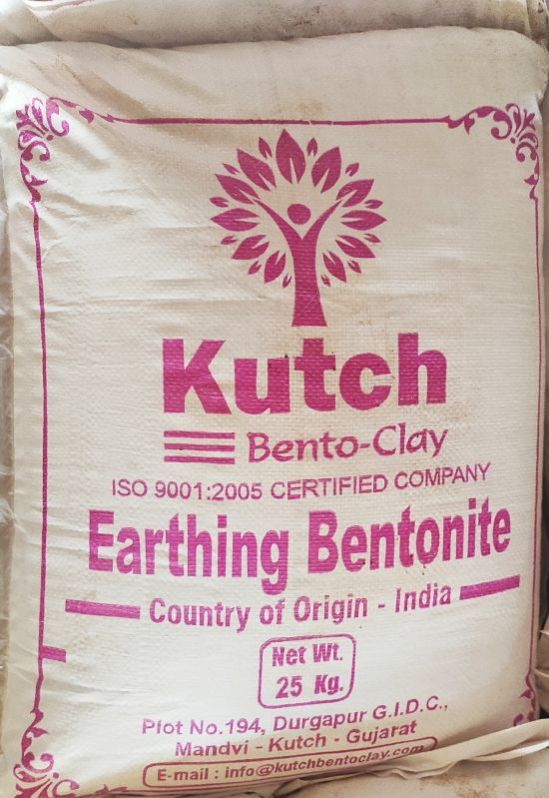 Kutch
Bento-Clay
ISO 9001:2005 CERTIFIED COMPANY
Earthing Bentonite
Country of Origin - India
Net Wt.
25 Kg.
Plot No.194, Durgapur G.I.D.C.,
Mandvi - Kutch - Gujarat
E-mail : info@kutchbentoclay.com